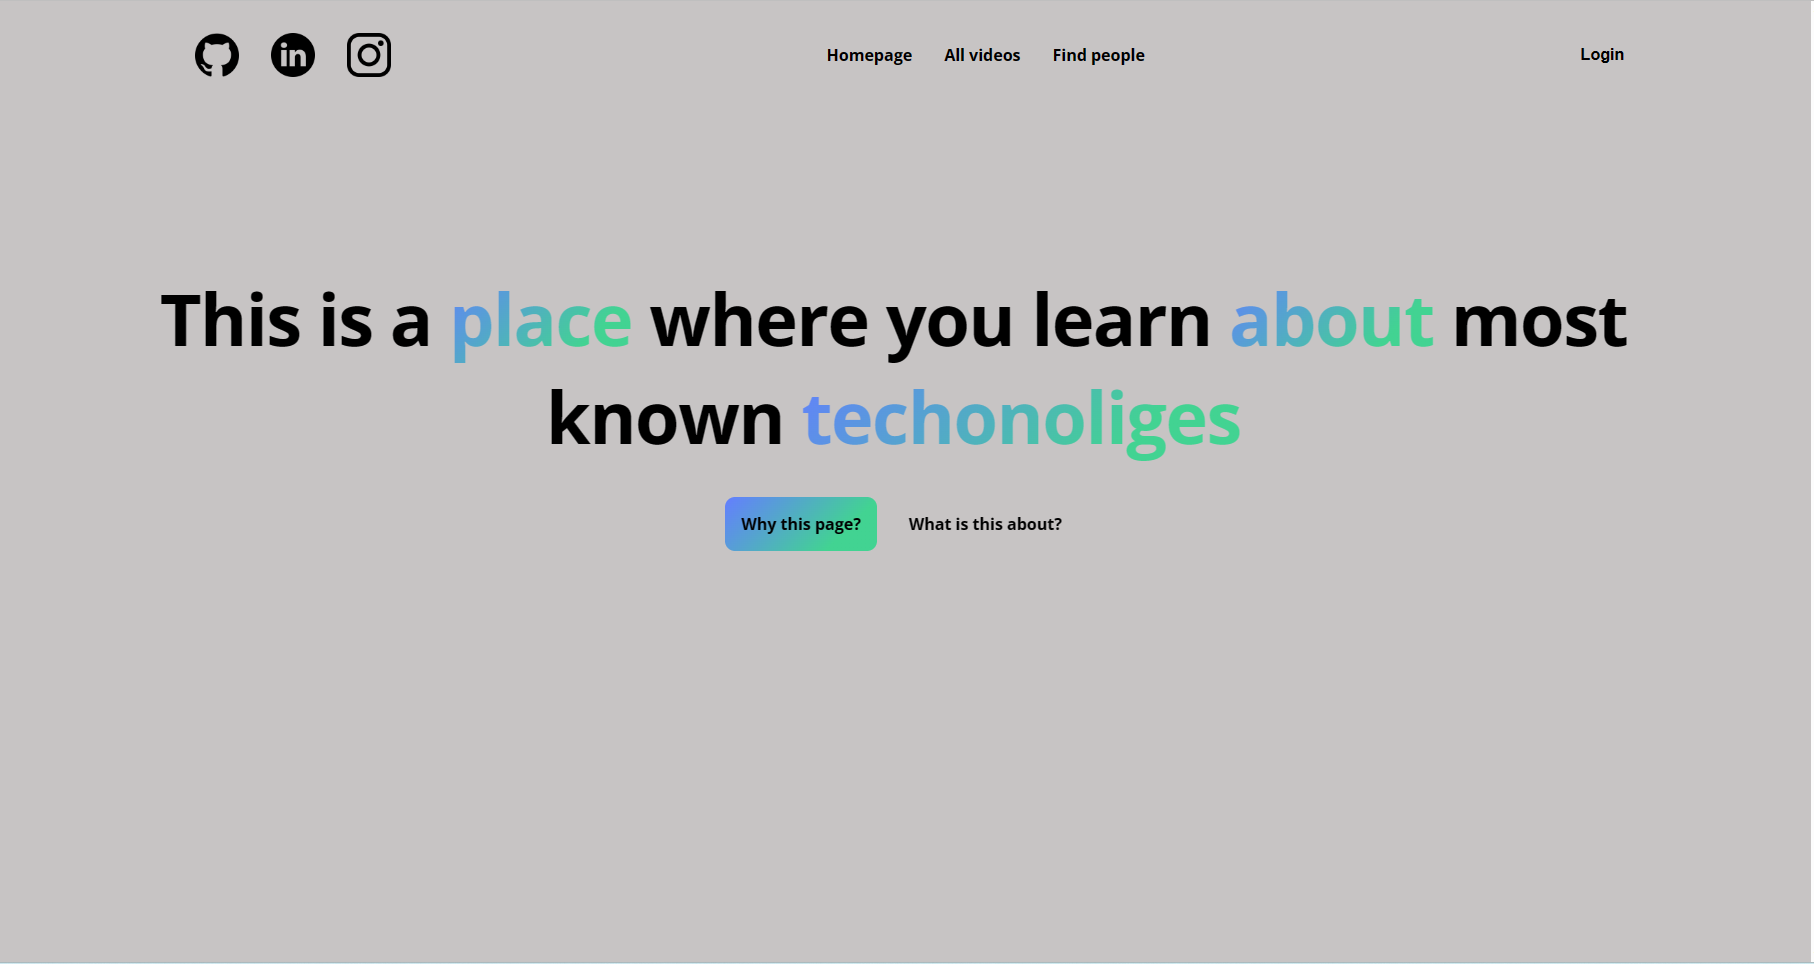 Homepage All videos Find people Login
This is a place where you learn about most
known techonoliges
Why this page? What is this about?